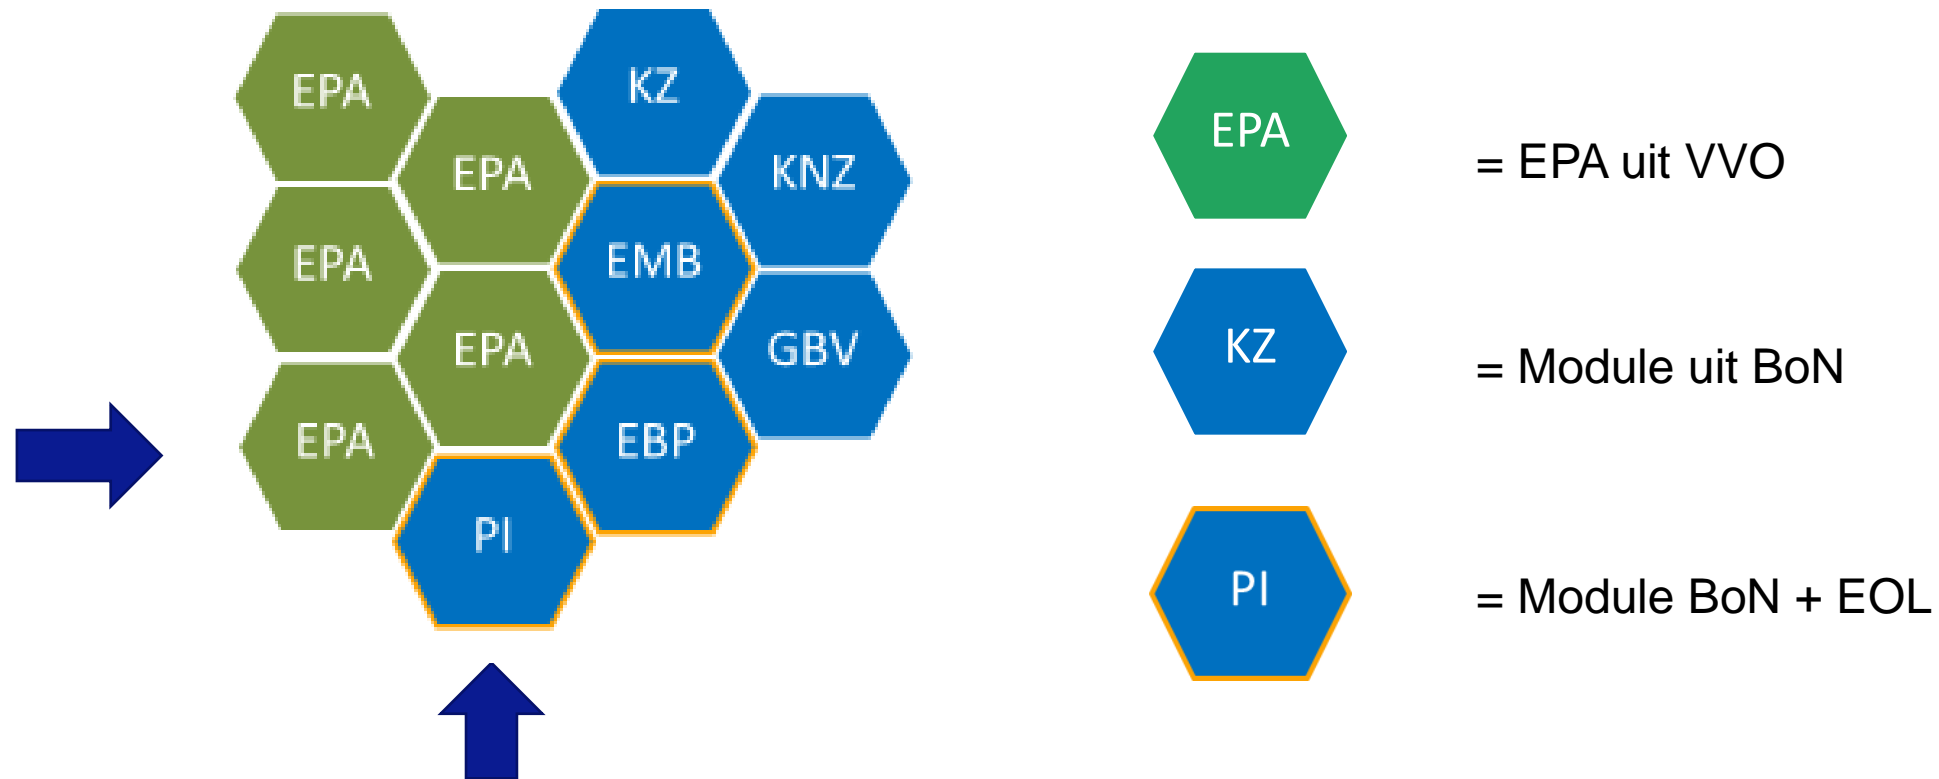 EPA
KZ
EPA
KNZ
EPA
EMB
EPA
GBV
EPA
EBP
PI
EPA
= EPA uit VVO
KZ
= Module uit BoN
PI
= Module BoN + EOL